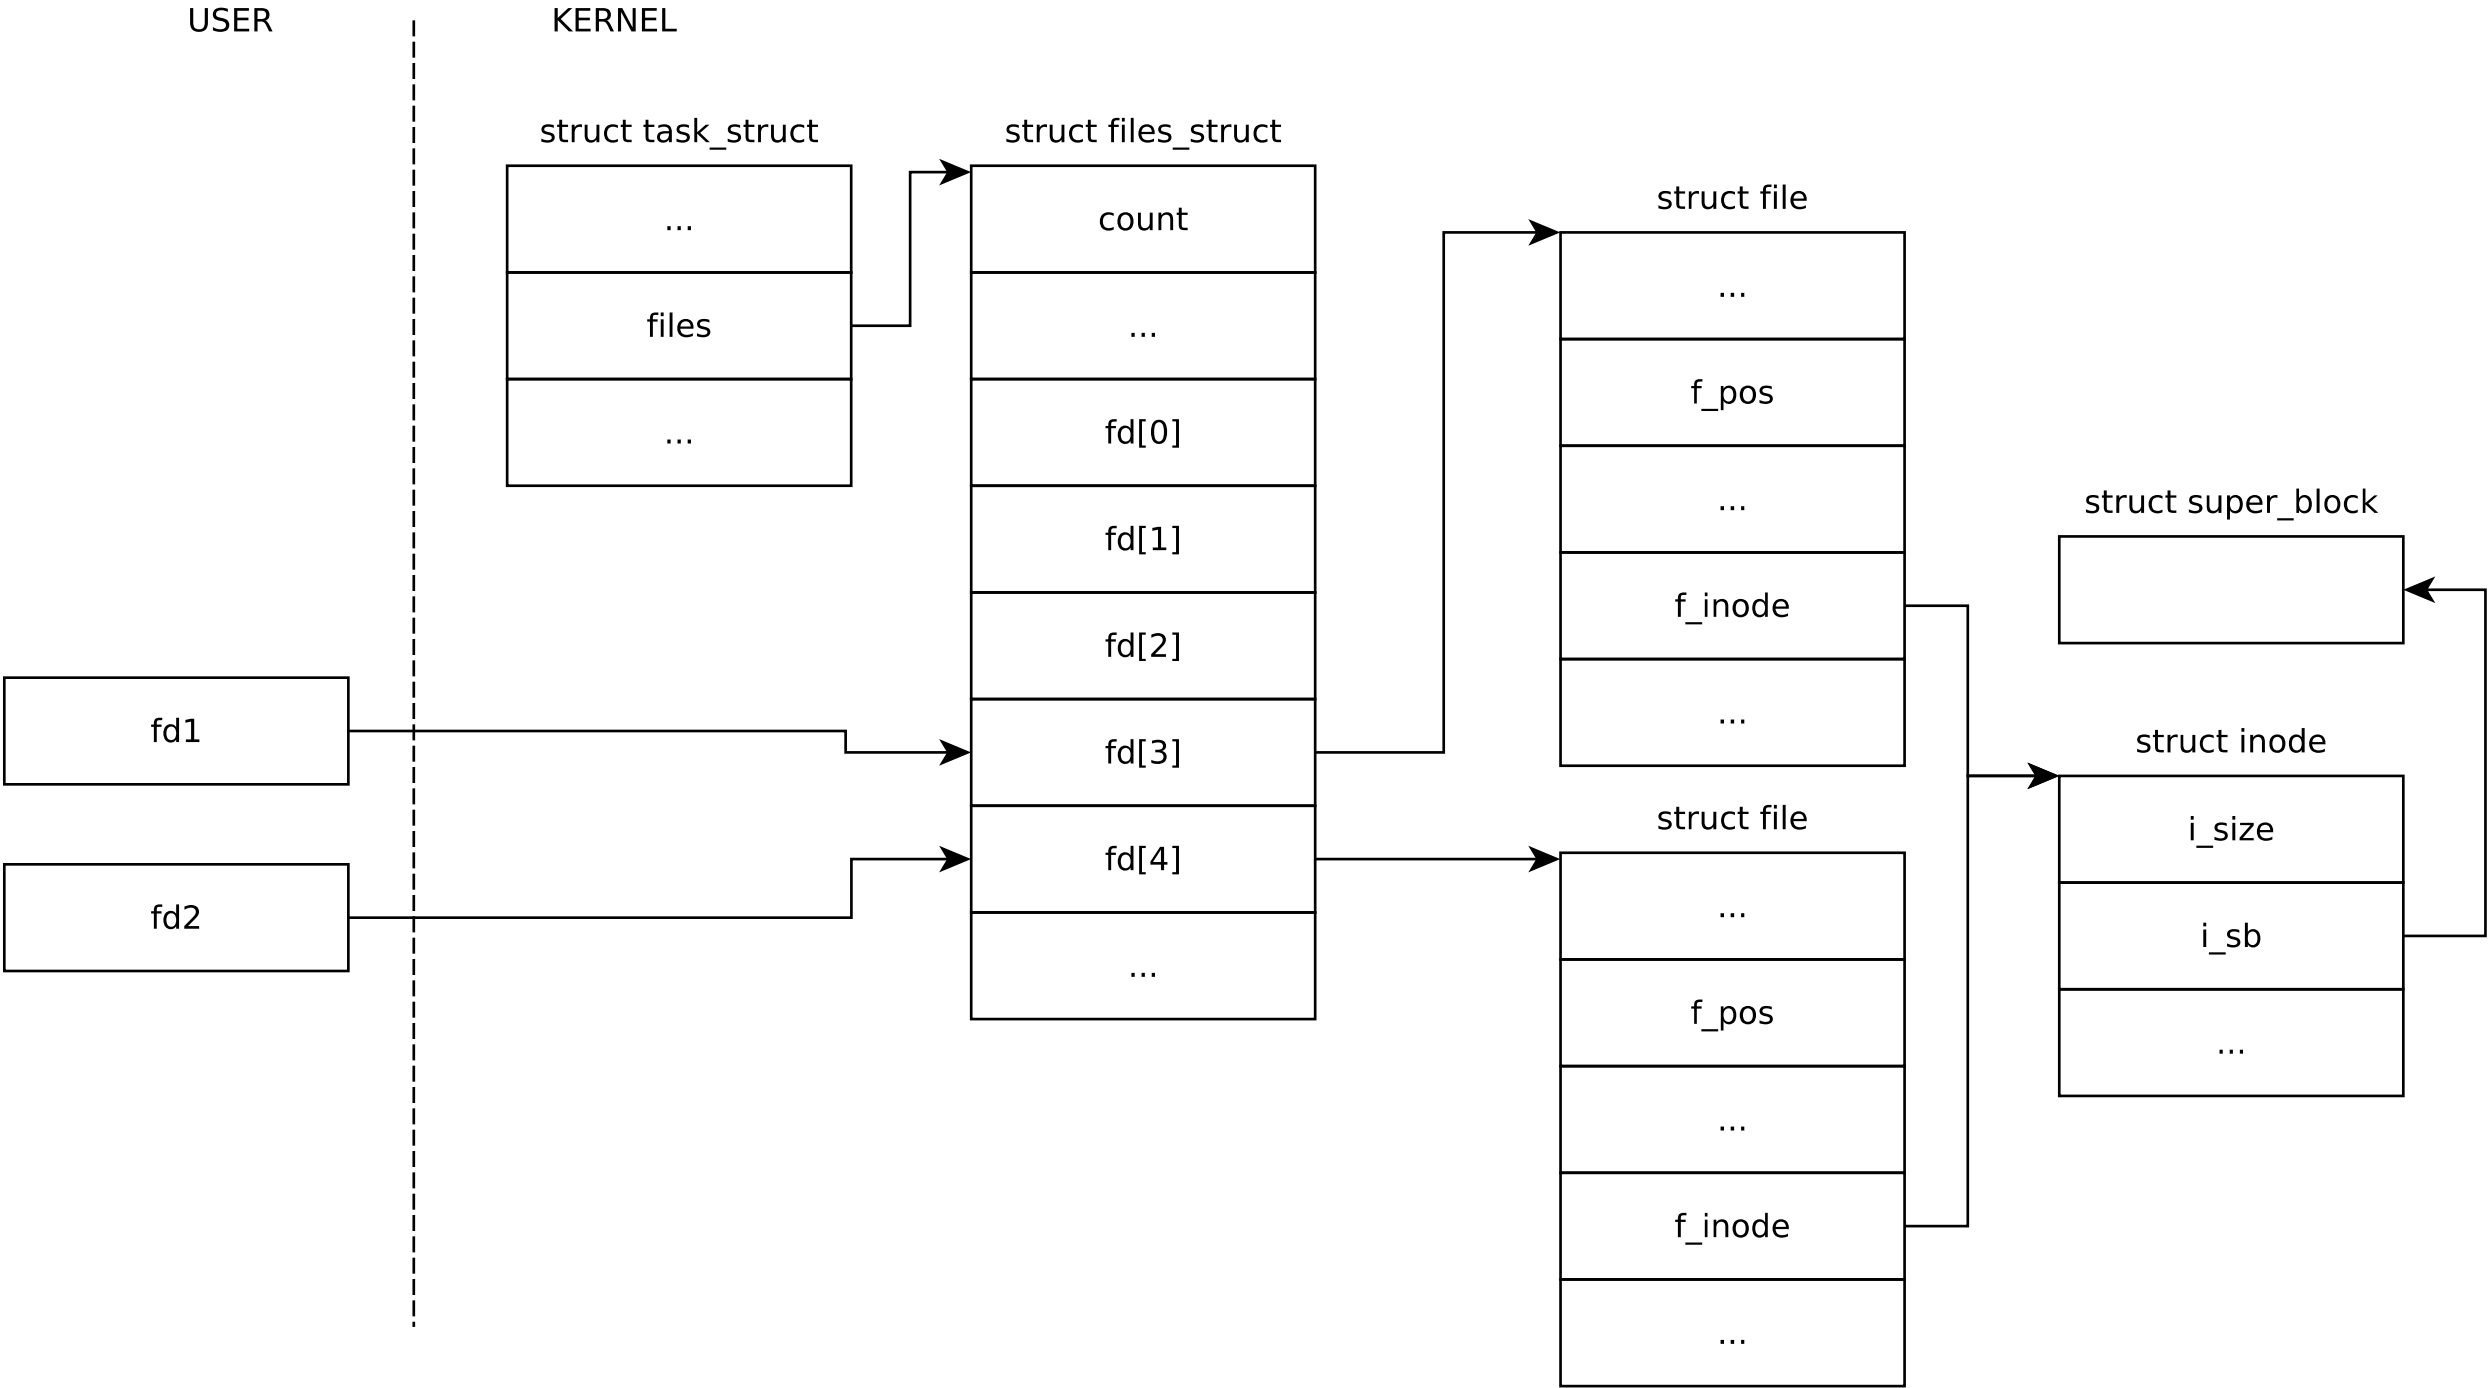 USER
KERNEL
struct task_struct
...
files
...
struct files_struct
count
...
fd[0]
fd[1]
fd[2]
fd[3]
fd[4]
...
fd1
fd2
struct file
...
f_pos
...
f_inode
...
struct file
...
f_pos
...
f_inode
...
struct super_block
struct inode
i_size
i_sb
...